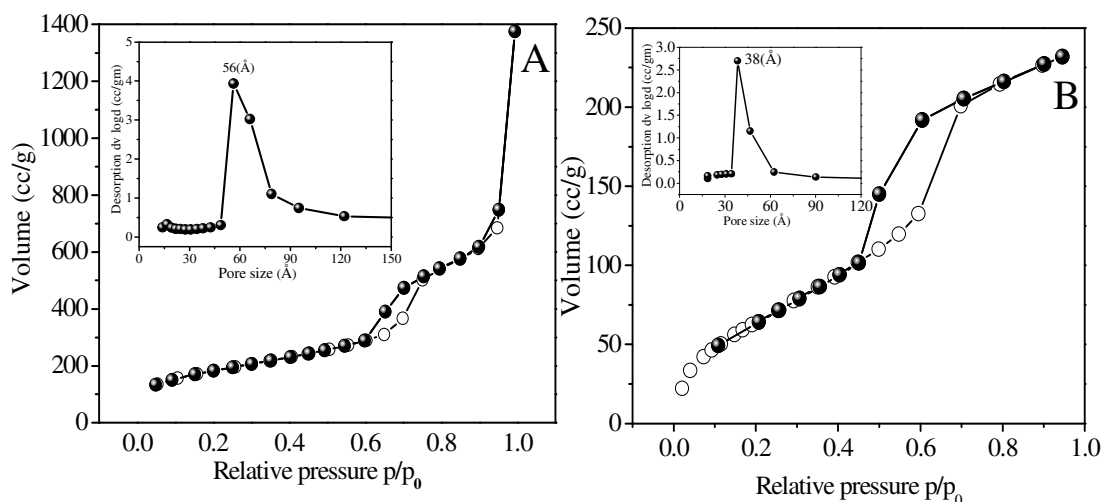 A
1400
1200
1000
800
600
400
200
0
Volume (cc/g)
0.0 0.2 0.4 0.6 0.8 1.0
Relative pressure p/p₀
5
4
3
2
1
0
Desorption dv logd (cc/gm)
56(Å)
0 30 60 90 120 150
Pore size (Å)
B
250
200
150
100
50
0
Volume (cc/g)
0.0 0.2 0.4 0.6 0.8 1.0
Relative pressure p/p₀
3.0
2.5
2.0
1.5
1.0
0.5
0.0
Desorption dv logd (cc/gm)
38(Å)
0 30 60 90 120
Pore size (Å)